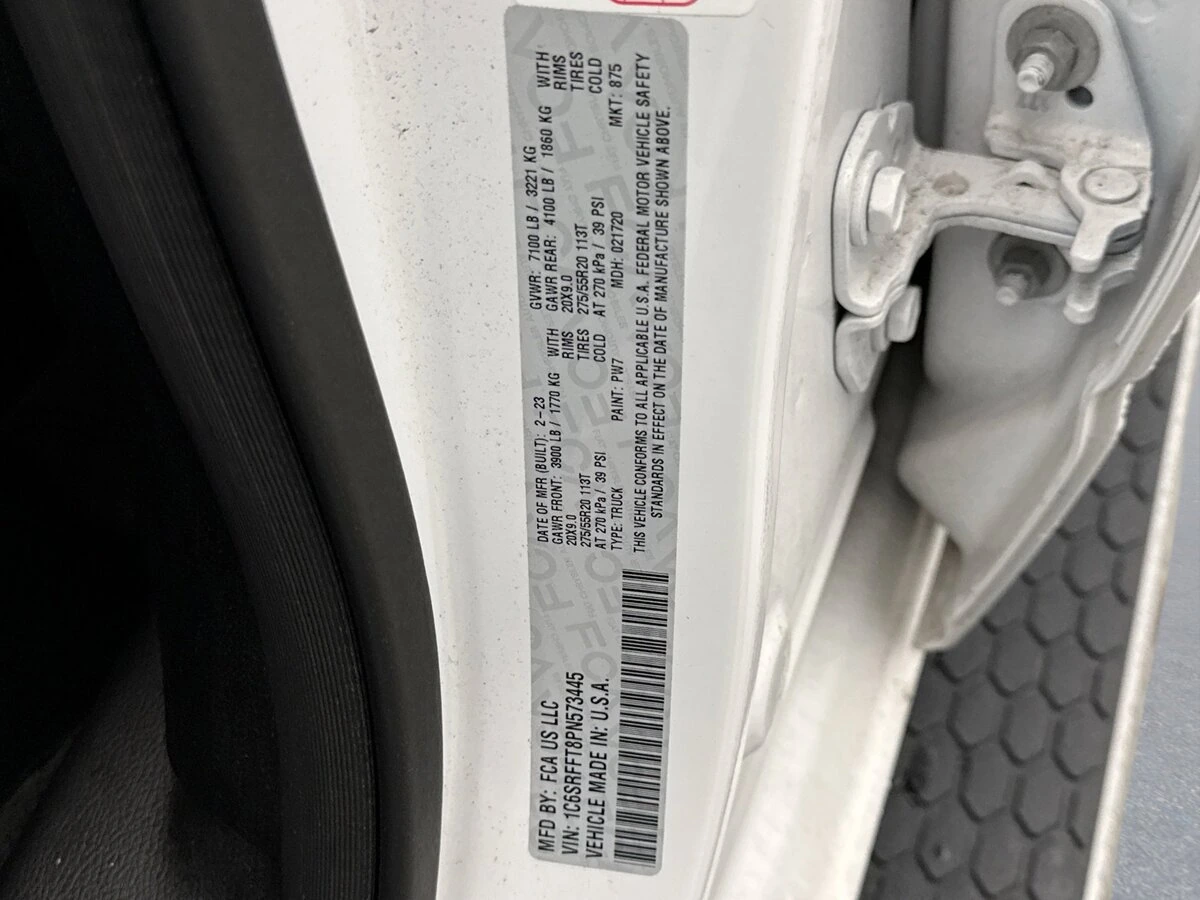 MFD BY: FCA US LLC
VIN: 1C6SRFFT8PN573445
VEHICLE MADE IN: U.S.A.
DATE OF MFR (BUILT): 2-23 GVWR: 7100 LB / 3221 KG
GAWR FRONT: 3900 LB / 1770 KG WITH GAWR REAR: 4100 LB / 1860 KG WITH
20X9.0 RIMS 20X9.0 RIMS
275/55R20 113T TIRES 275/55R20 113T TIRES
AT 270 kPa / 39 PSI COLD AT 270 kPa / 39 PSI COLD
TYPE: TRUCK PAINT: PW7 MDH: 021720 MKT: 875
THIS VEHICLE CONFORMS TO ALL APPLICABLE U.S.A. FEDERAL MOTOR VEHICLE SAFETY
STANDARDS IN EFFECT ON THE DATE OF MANUFACTURE SHOWN ABOVE.